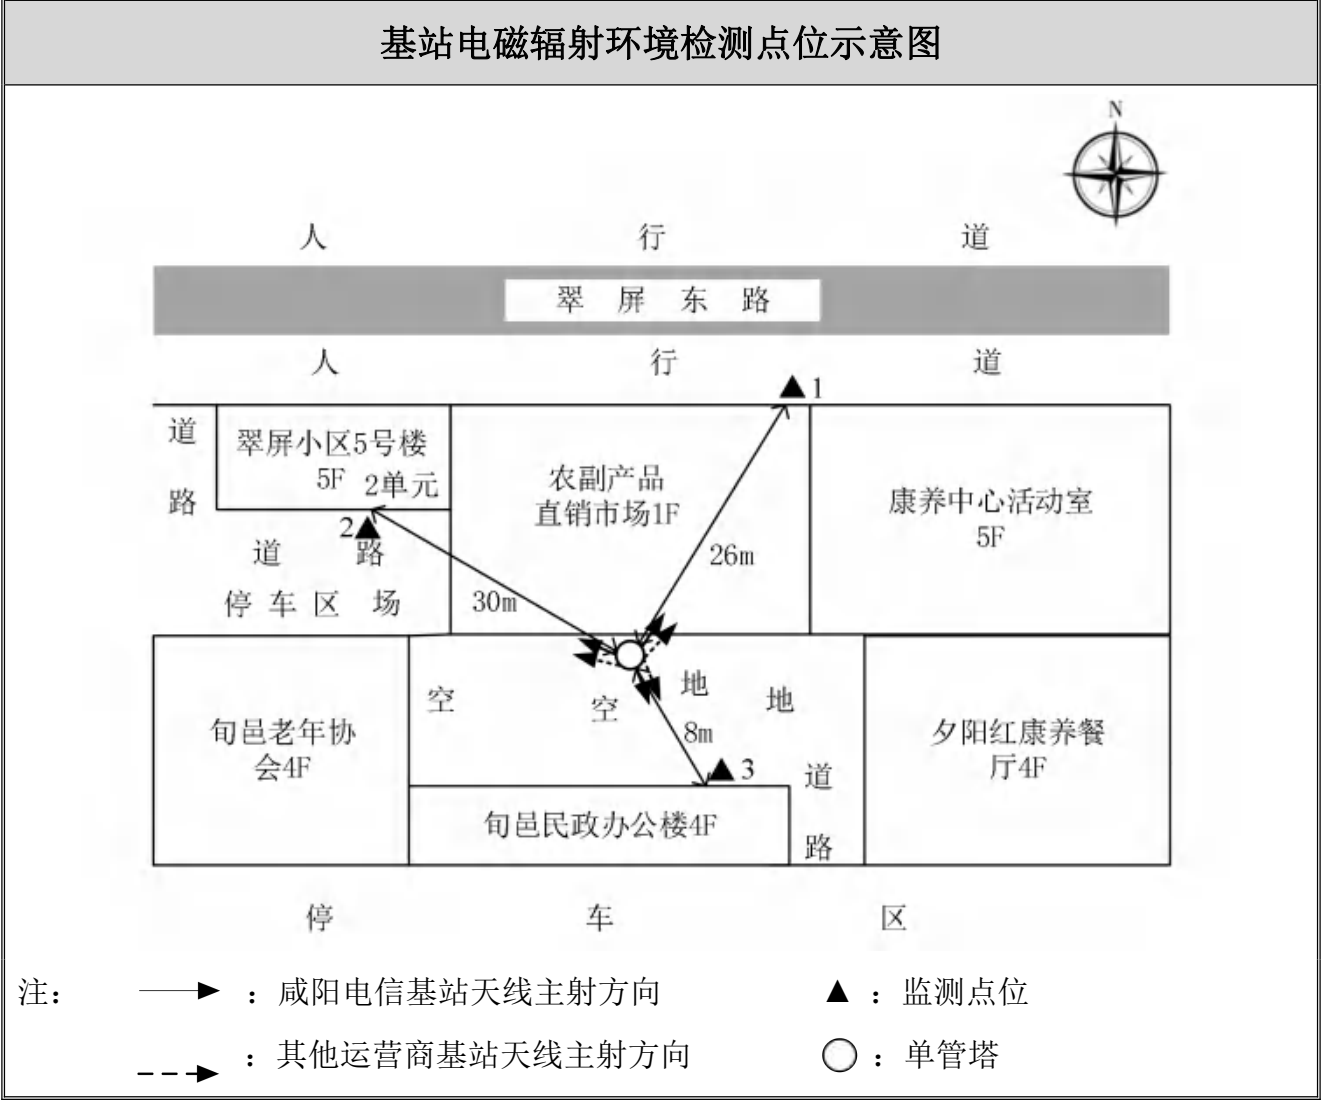 基站电磁辐射环境检测点位示意图
N
人 行 道
翠 屏 东 路
人 行 道
1
道
路
翠屏小区5号楼
5F 2单元
农副产品
直销市场1F
康养中心活动室
5F
2
道 路
停 车 区 场
26m
30m
空 空 地 地
旬邑老年协
会4F
8m
3
夕阳红康养餐
厅4F
道
路
旬邑民政办公楼4F
停 车 区
注：
：咸阳电信基站天线主射方向
：监测点位
：其他运营商基站天线主射方向
：单管塔